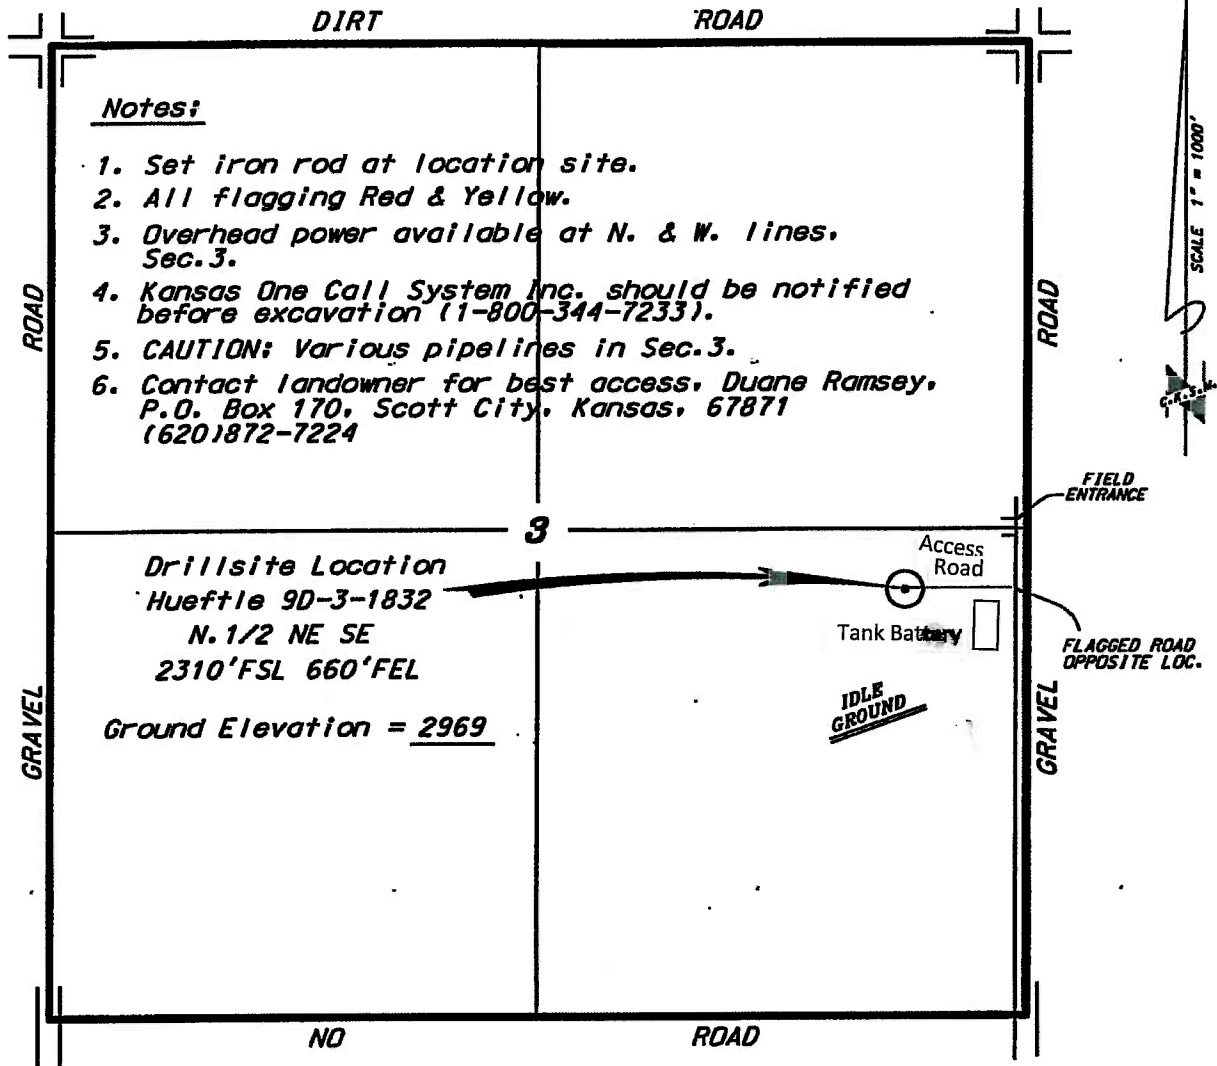 DIRT ROAD
Notes:
1. Set iron rod at location site.
2. All flagging Red & Yellow.
3. Overhead power available at N. & W. lines,
Sec.3.
4. Kansas One Call System Inc. should be notified
before excavation (1-800-344-7233).
5. CAUTION: Various pipelines in Sec.3.
6. Contact landowner for best access, Duane Ramsey,
P.O. Box 170, Scott City, Kansas, 67871
(620)872-7224
ROAD
ROAD
SCALE 1" = 1000'
C.K.S.M.
FIELD
ENTRANCE
3
Drillsite Location
Hueftle 9D-3-1832
N.1/2 NE SE
2310'FSL 660'FEL
Ground Elevation = 2969
Access
Road
Tank Battery
FLAGGED ROAD
OPPOSITE LOC.
IDLE
GROUND
GRAVEL
GRAVEL
NO ROAD